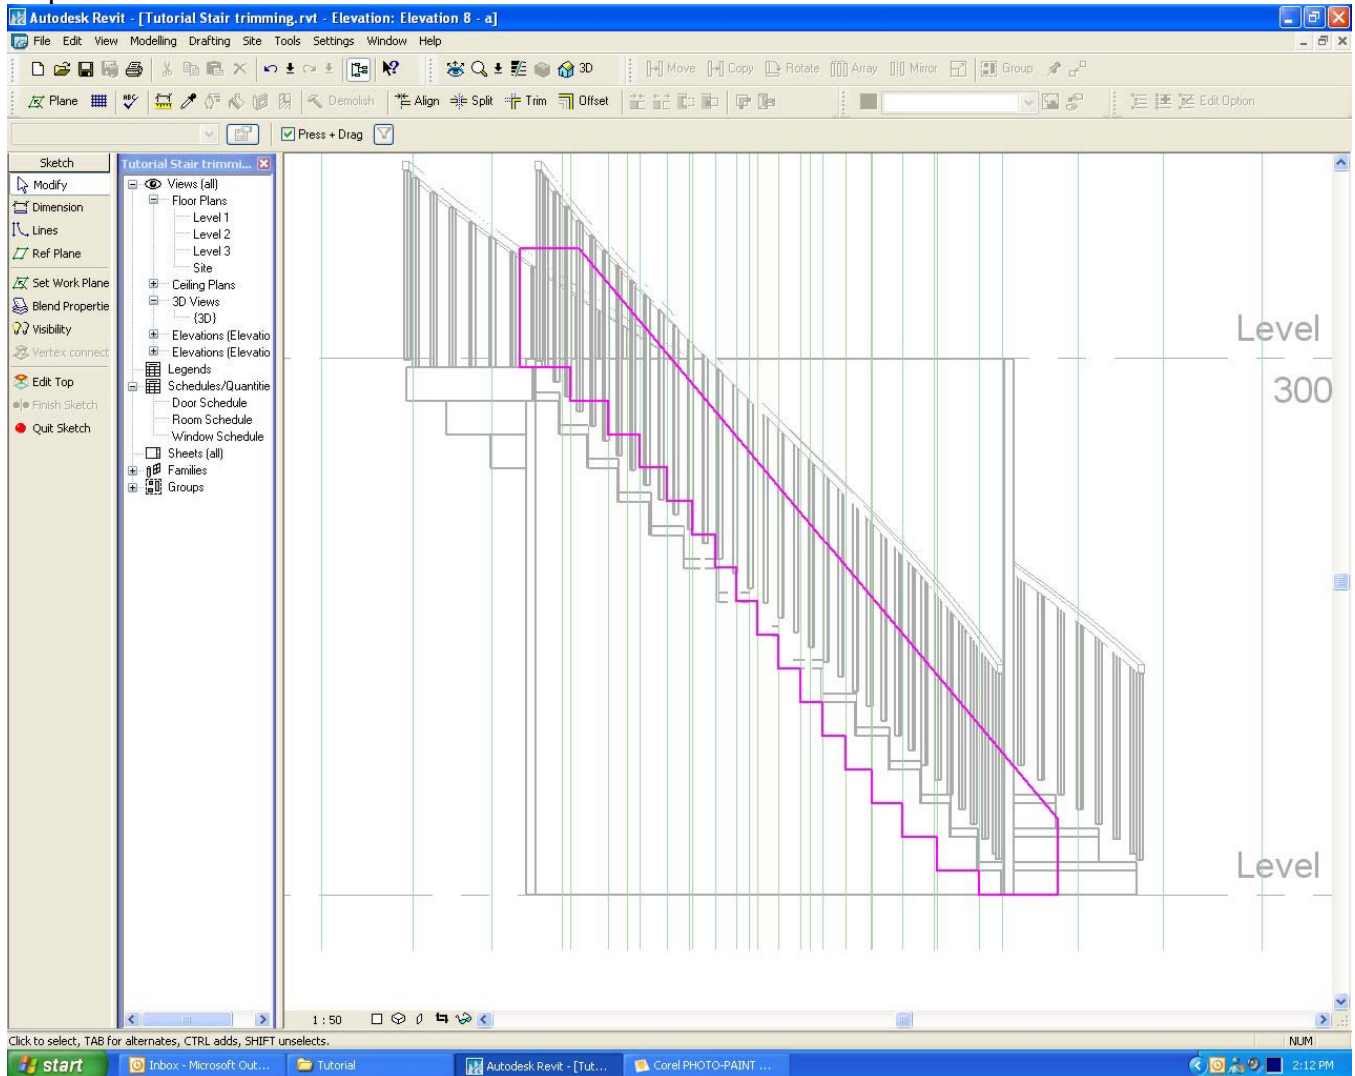 Autodesk Revit - [Tutorial Stair trimming.rvt - Elevation: Elevation 8 - a]
File Edit View Modelling Drafting Site Tools Settings Window Help
3D Move Copy Rotate Array Mirror Group
Plane Demolish Align Split Trim Offset Edit Option
Press + Drag
Sketch
Modify
Dimension
Lines
Ref Plane
Set Work Plane
Blend Propertie
Visibility
Vertex connect
Edit Top
Finish Sketch
Quit Sketch
Tutorial Stair trimmi...
Views (all)
Floor Plans
Level 1
Level 2
Level 3
Site
Ceiling Plans
3D Views
{3D}
Elevations (Elevatio
Elevations (Elevatio
Legends
Schedules/Quantitie
Door Schedule
Room Schedule
Window Schedule
Sheets (all)
Families
Groups
Level
300
Level
1 : 50
Click to select, TAB for alternates, CTRL adds, SHIFT unselects. NUM
start Inbox - Microsoft Out... Tutorial Autodesk Revit - [Tut... Corel PHOTO-PAINT ... 2:12 PM